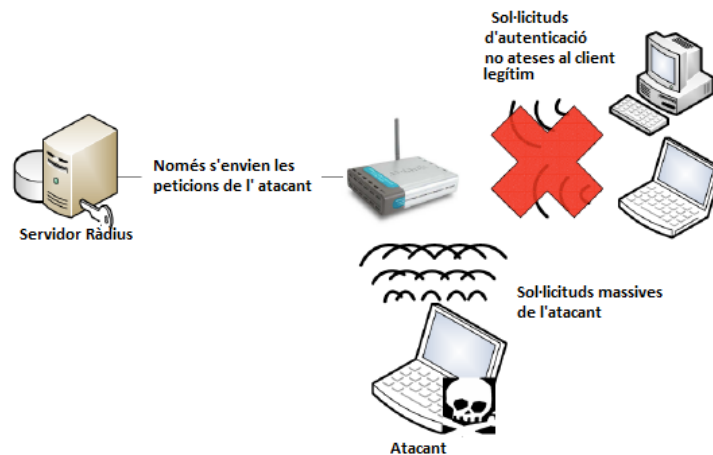 Sol·licituds
d'autenticació
no ateses al client
legítim
Només s'envien les
peticions de l' atacant
Servidor Ràdius
Sol·licituds massives
de l'atacant
Atacant